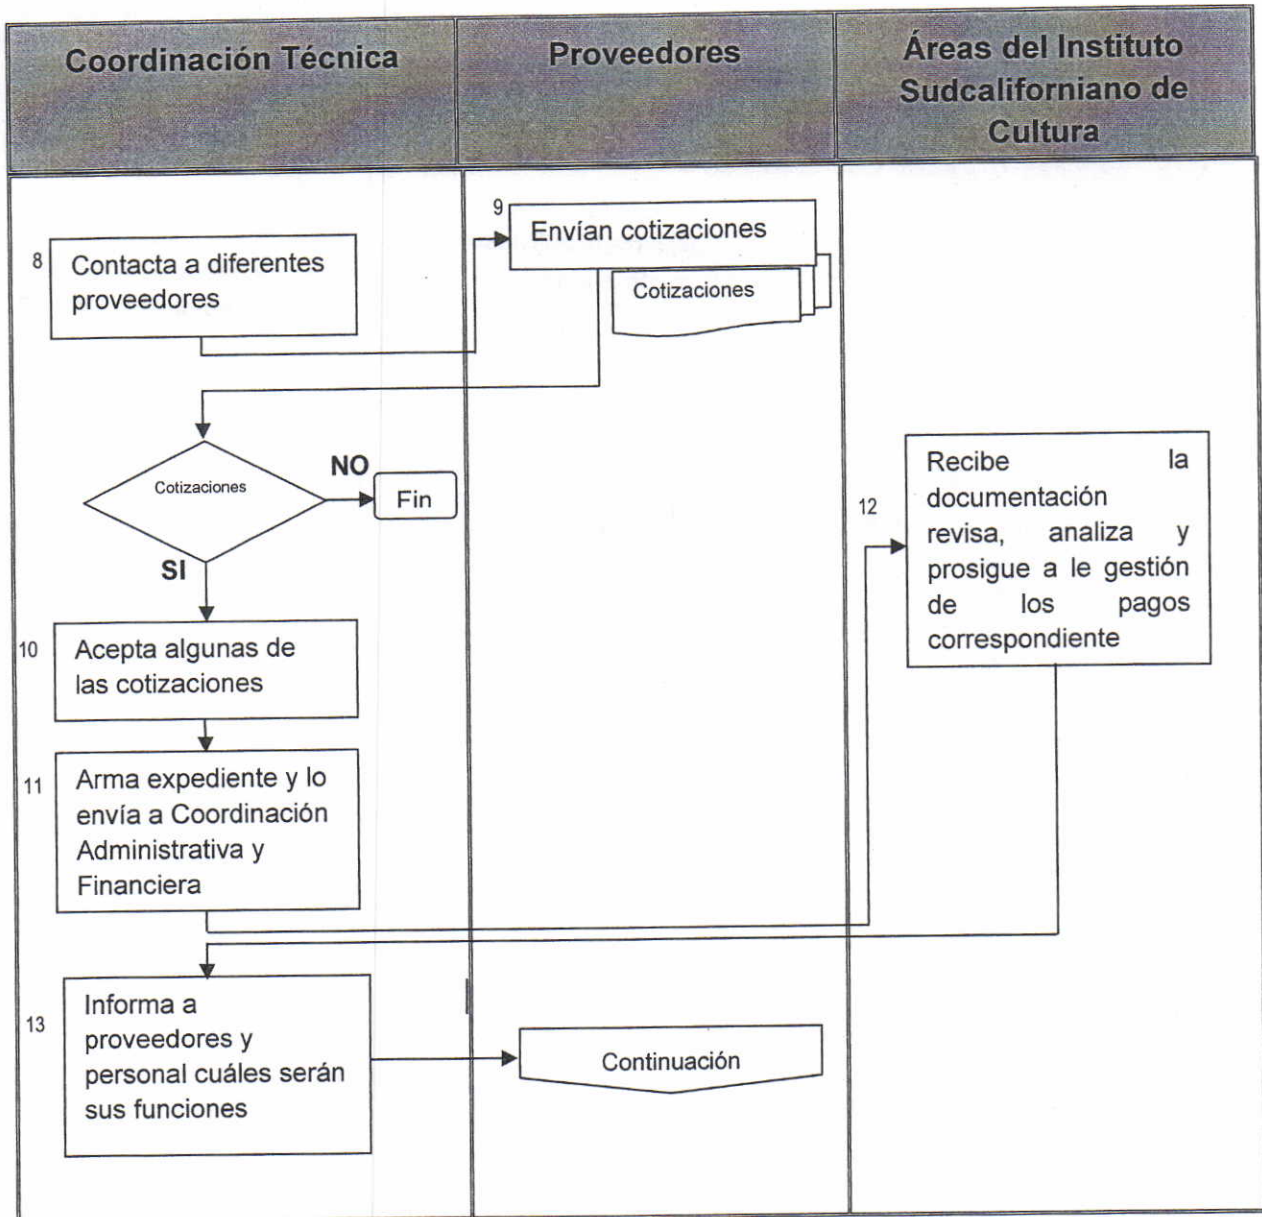 Coordinación Técnica
Proveedores
Áreas del Instituto
Sudcaliforniano de
Cultura
8
Contacta a diferentes
proveedores
9
Envían cotizaciones
Cotizaciones
Cotizaciones
NO
Fin
SI
10
Acepta algunas de
las cotizaciones
11
Arma expediente y lo
envía a Coordinación
Administrativa y
Financiera
12
Recibe la
documentación
revisa, analiza y
prosigue a le gestión
de los pagos
correspondiente
13
Informa a
proveedores y
personal cuáles serán
sus funciones
Continuación